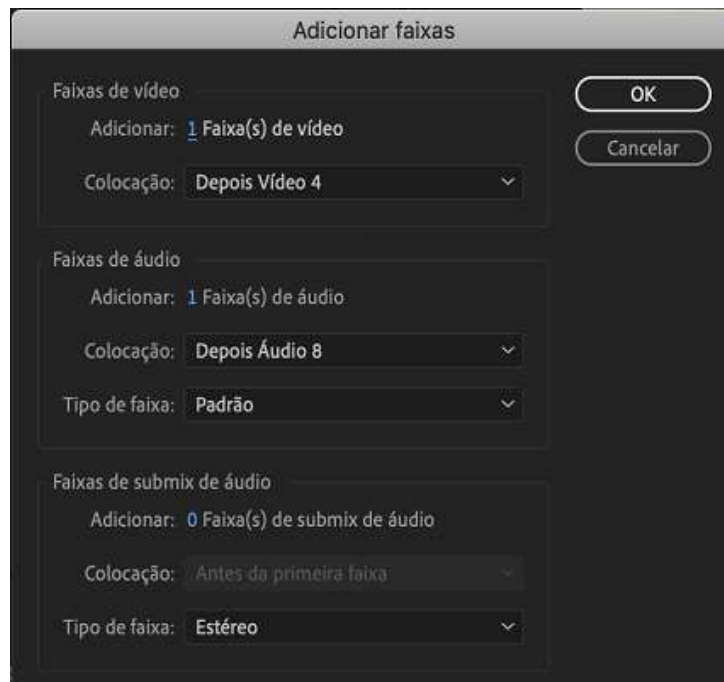 Adicionar faixas
Faixas de vídeo
Adicionar: 1 Faixa(s) de vídeo
Colocação: Depois Vídeo 4
OK
Cancelar
Faixas de áudio
Adicionar: 1 Faixa(s) de áudio
Colocação: Depois Áudio 8
Tipo de faixa: Padrão
Faixas de submix de áudio
Adicionar: 0 Faixa(s) de submix de áudio
Colocação: Antes da primeira faixa
Tipo de faixa: Estéreo